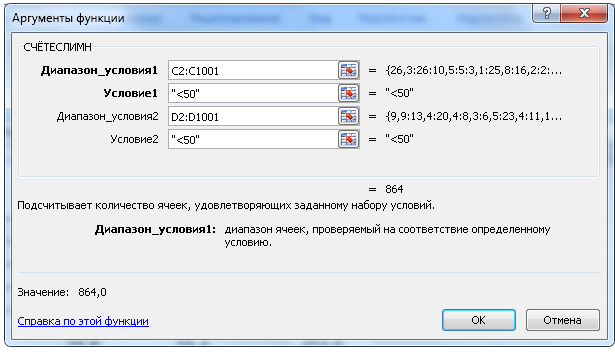 Аргументы функции
СЧЁТЕСЛИМН
Диапазон_условия1 C2:C1001 = {26,3:26:10,5:5:3,1:25,8:16,2:2:...
Условие1 "<50" = "<50"
Диапазон_условия2 D2:D1001 = {9,9:13,4:20,4:8,3:6,5:23,4:11,1...
Условие2 "<50" = "<50"
= 864
Подсчитывает количество ячеек, удовлетворяющих заданному набору условий.
Диапазон_условия1: диапазон ячеек, проверяемый на соответствие определенному
условию.
Значение: 864,0
Справка по этой функции
ОК Отмена